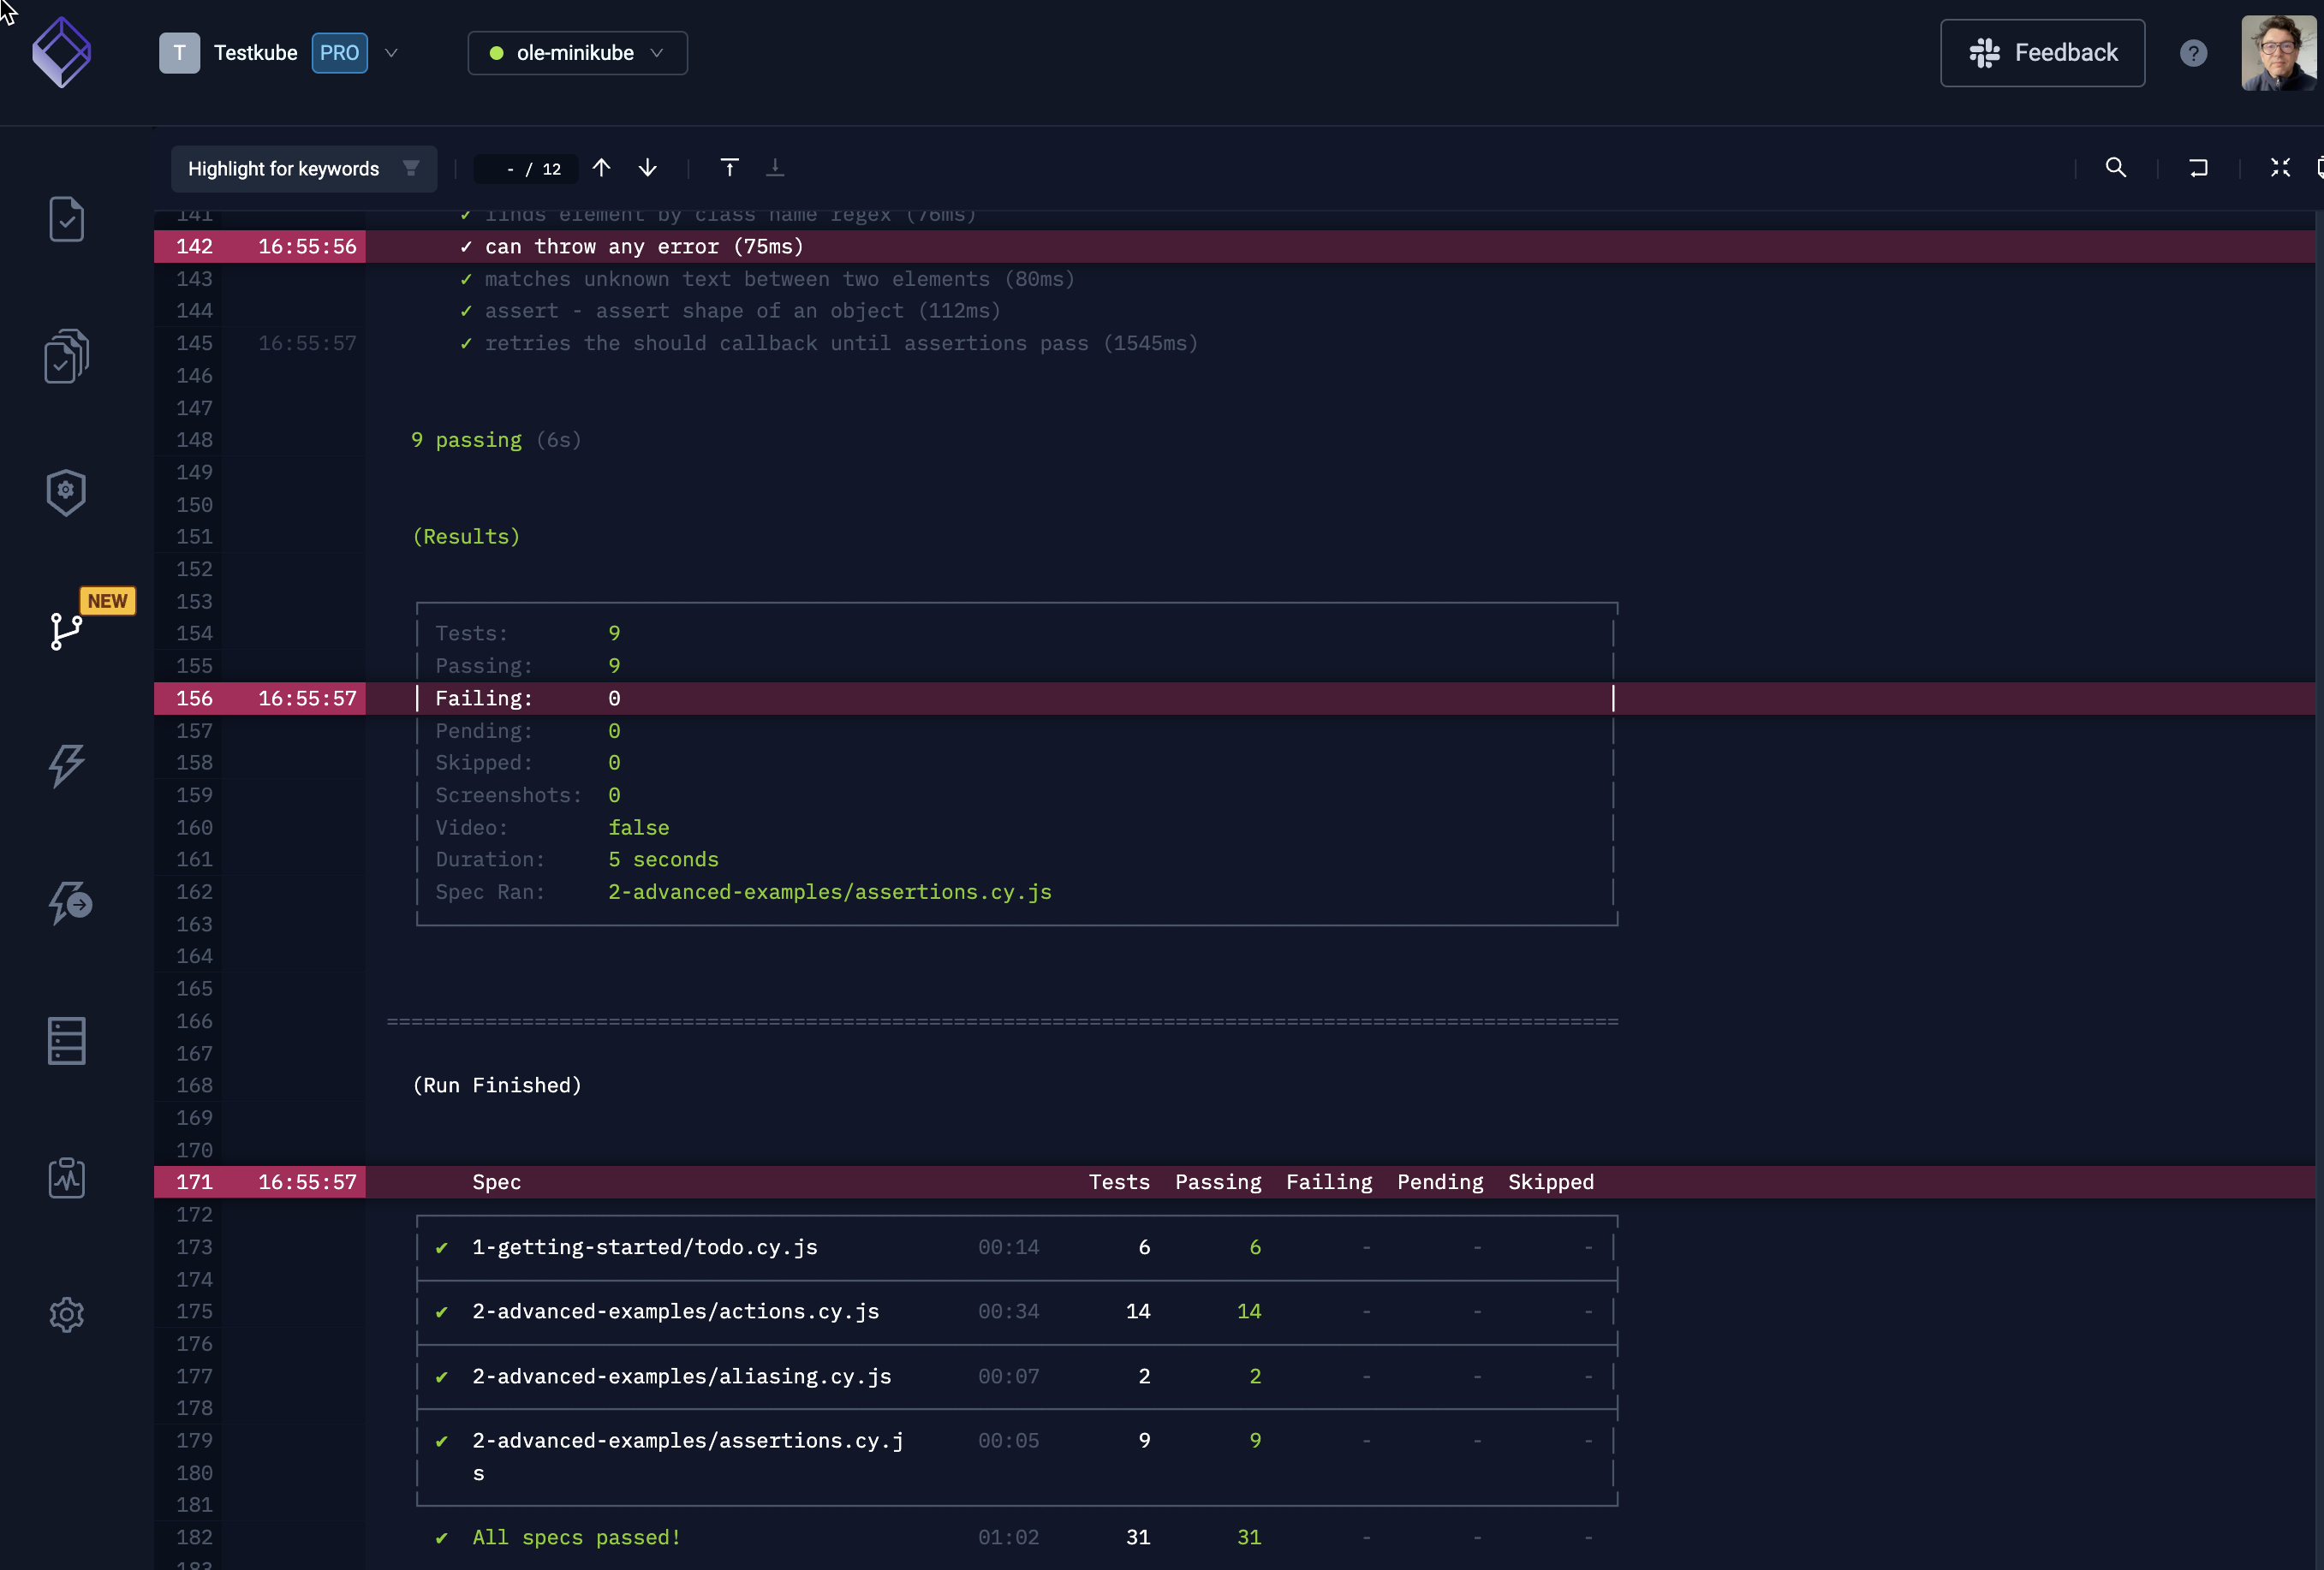 T Testkube PRO ole-minikube Feedback ?
Highlight for keywords - / 12
141 ✓ finds element by class name regex (76ms)
142 16:55:56 ✓ can throw any error (75ms)
143 ✓ matches unknown text between two elements (80ms)
144 ✓ assert - assert shape of an object (112ms)
145 16:55:57 ✓ retries the should callback until assertions pass (1545ms)
146
147
148 9 passing (6s)
149
150
151 (Results)
152
NEW
153
154 Tests: 9
155 Passing: 9
156 16:55:57 Failing: 0
157 Pending: 0
158 Skipped: 0
159 Screenshots: 0
160 Video: false
161 Duration: 5 seconds
162 Spec Ran: 2-advanced-examples/assertions.cy.js
163
164
165
166 ====================================================================================================
167
168 (Run Finished)
169
170
171 16:55:57 Spec Tests Passing Failing Pending Skipped
172
173 ✔ 1-getting-started/todo.cy.js 00:14 6 6 - - -
174
175 ✔ 2-advanced-examples/actions.cy.js 00:34 14 14 - - -
176
177 ✔ 2-advanced-examples/aliasing.cy.js 00:07 2 2 - - -
178
179 ✔ 2-advanced-examples/assertions.cy.j 00:05 9 9 - - -
180 s
181
182 ✔ All specs passed! 01:02 31 31 - - -
183